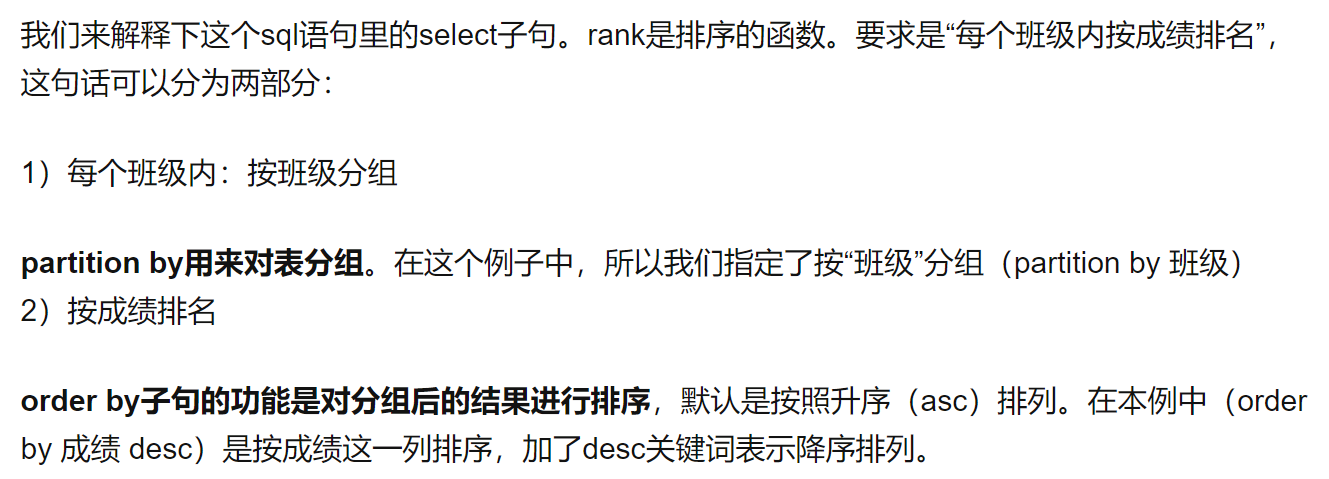 我们来解释下这个sql语句里的select子句。rank是排序的函数。要求是“每个班级内按成绩排名”，
这句话可以分为两部分：
1）每个班级内：按班级分组
partition by用来对表分组。在这个例子中，所以我们指定了按“班级”分组（partition by 班级）
2）按成绩排名
order by子句的功能是对分组后的结果进行排序，默认是按照升序（asc）排列。在本例中（order
by 成绩 desc）是按成绩这一列排序，加了desc关键词表示降序排列。